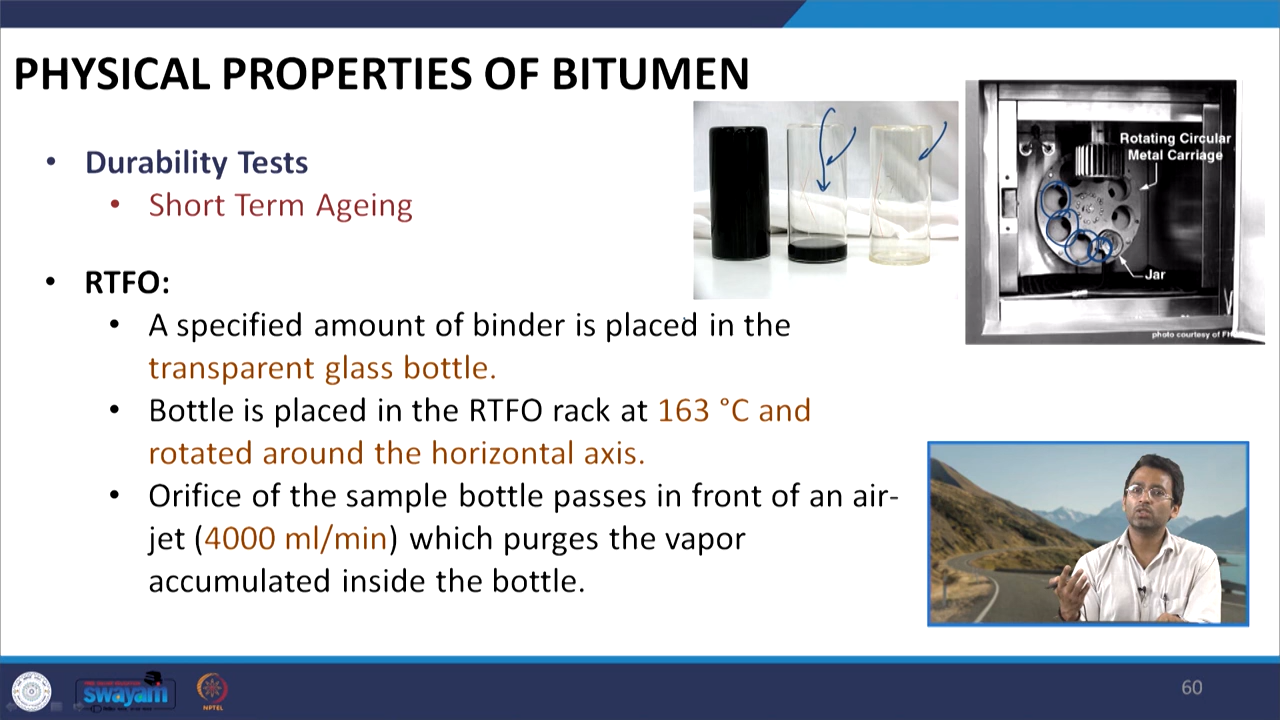 PHYSICAL PROPERTIES OF BITUMEN
• Durability Tests
• Short Term Ageing
• RTFO:
• A specified amount of binder is placed in the
transparent glass bottle.
• Bottle is placed in the RTFO rack at 163 °C and
rotated around the horizontal axis.
• Orifice of the sample bottle passes in front of an air-
jet (4000 ml/min) which purges the vapor
accumulated inside the bottle.
Rotating Circular
Metal Carriage
Jar
photo courtesy of
swayam
NPTEL
60